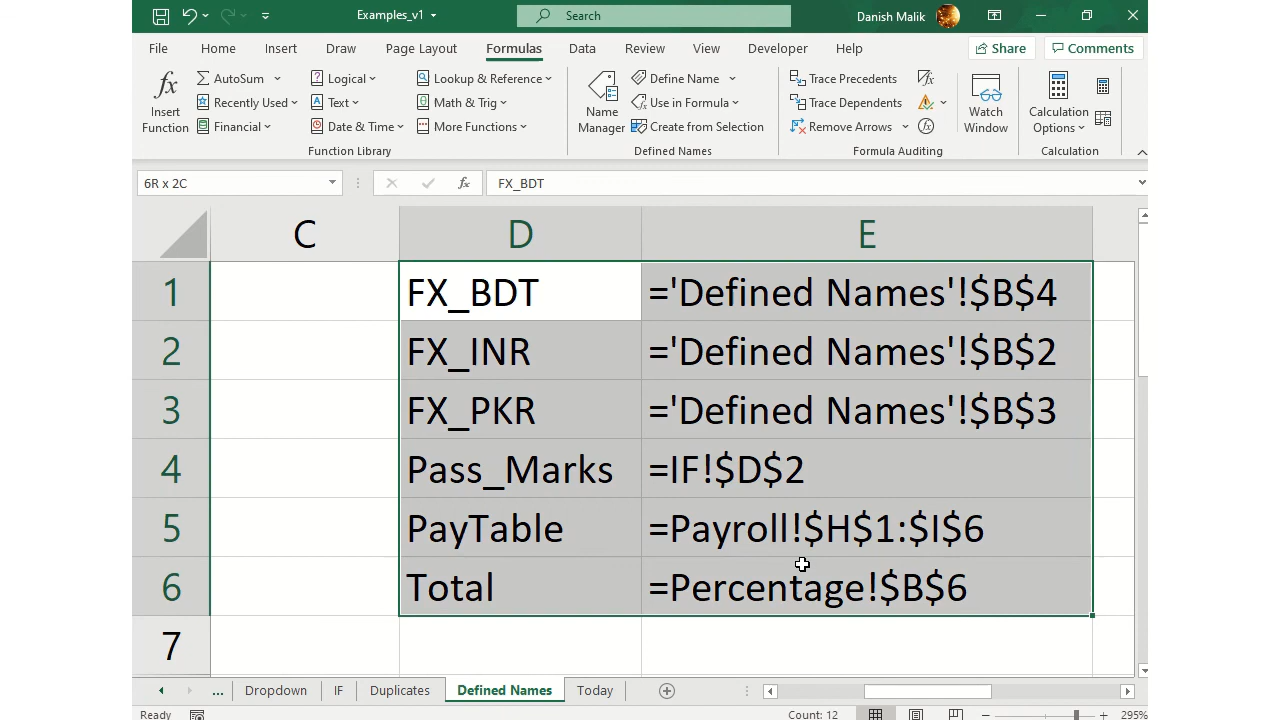 Examples_v1
Search
Danish Malik
File Home Insert Draw Page Layout Formulas Data Review View Developer Help Share Comments
fx AutoSum Logical Lookup & Reference Define Name Trace Precedents
Insert Function Recently Used Text Math & Trig Name Manager Use in Formula Trace Dependents Watch Window Calculation Options
Financial Date & Time More Functions Create from Selection Remove Arrows
Function Library Defined Names Formula Auditing Calculation
6R x 2C fx FX_BDT
C D E
1 FX_BDT ='Defined Names'!$B$4
2 FX_INR ='Defined Names'!$B$2
3 FX_PKR ='Defined Names'!$B$3
4 Pass_Marks =IF!$D$2
5 PayTable =Payroll!$H$1:$I$6
6 Total =Percentage!$B$6
7
... Dropdown IF Duplicates Defined Names Today
Ready Count: 12 295%